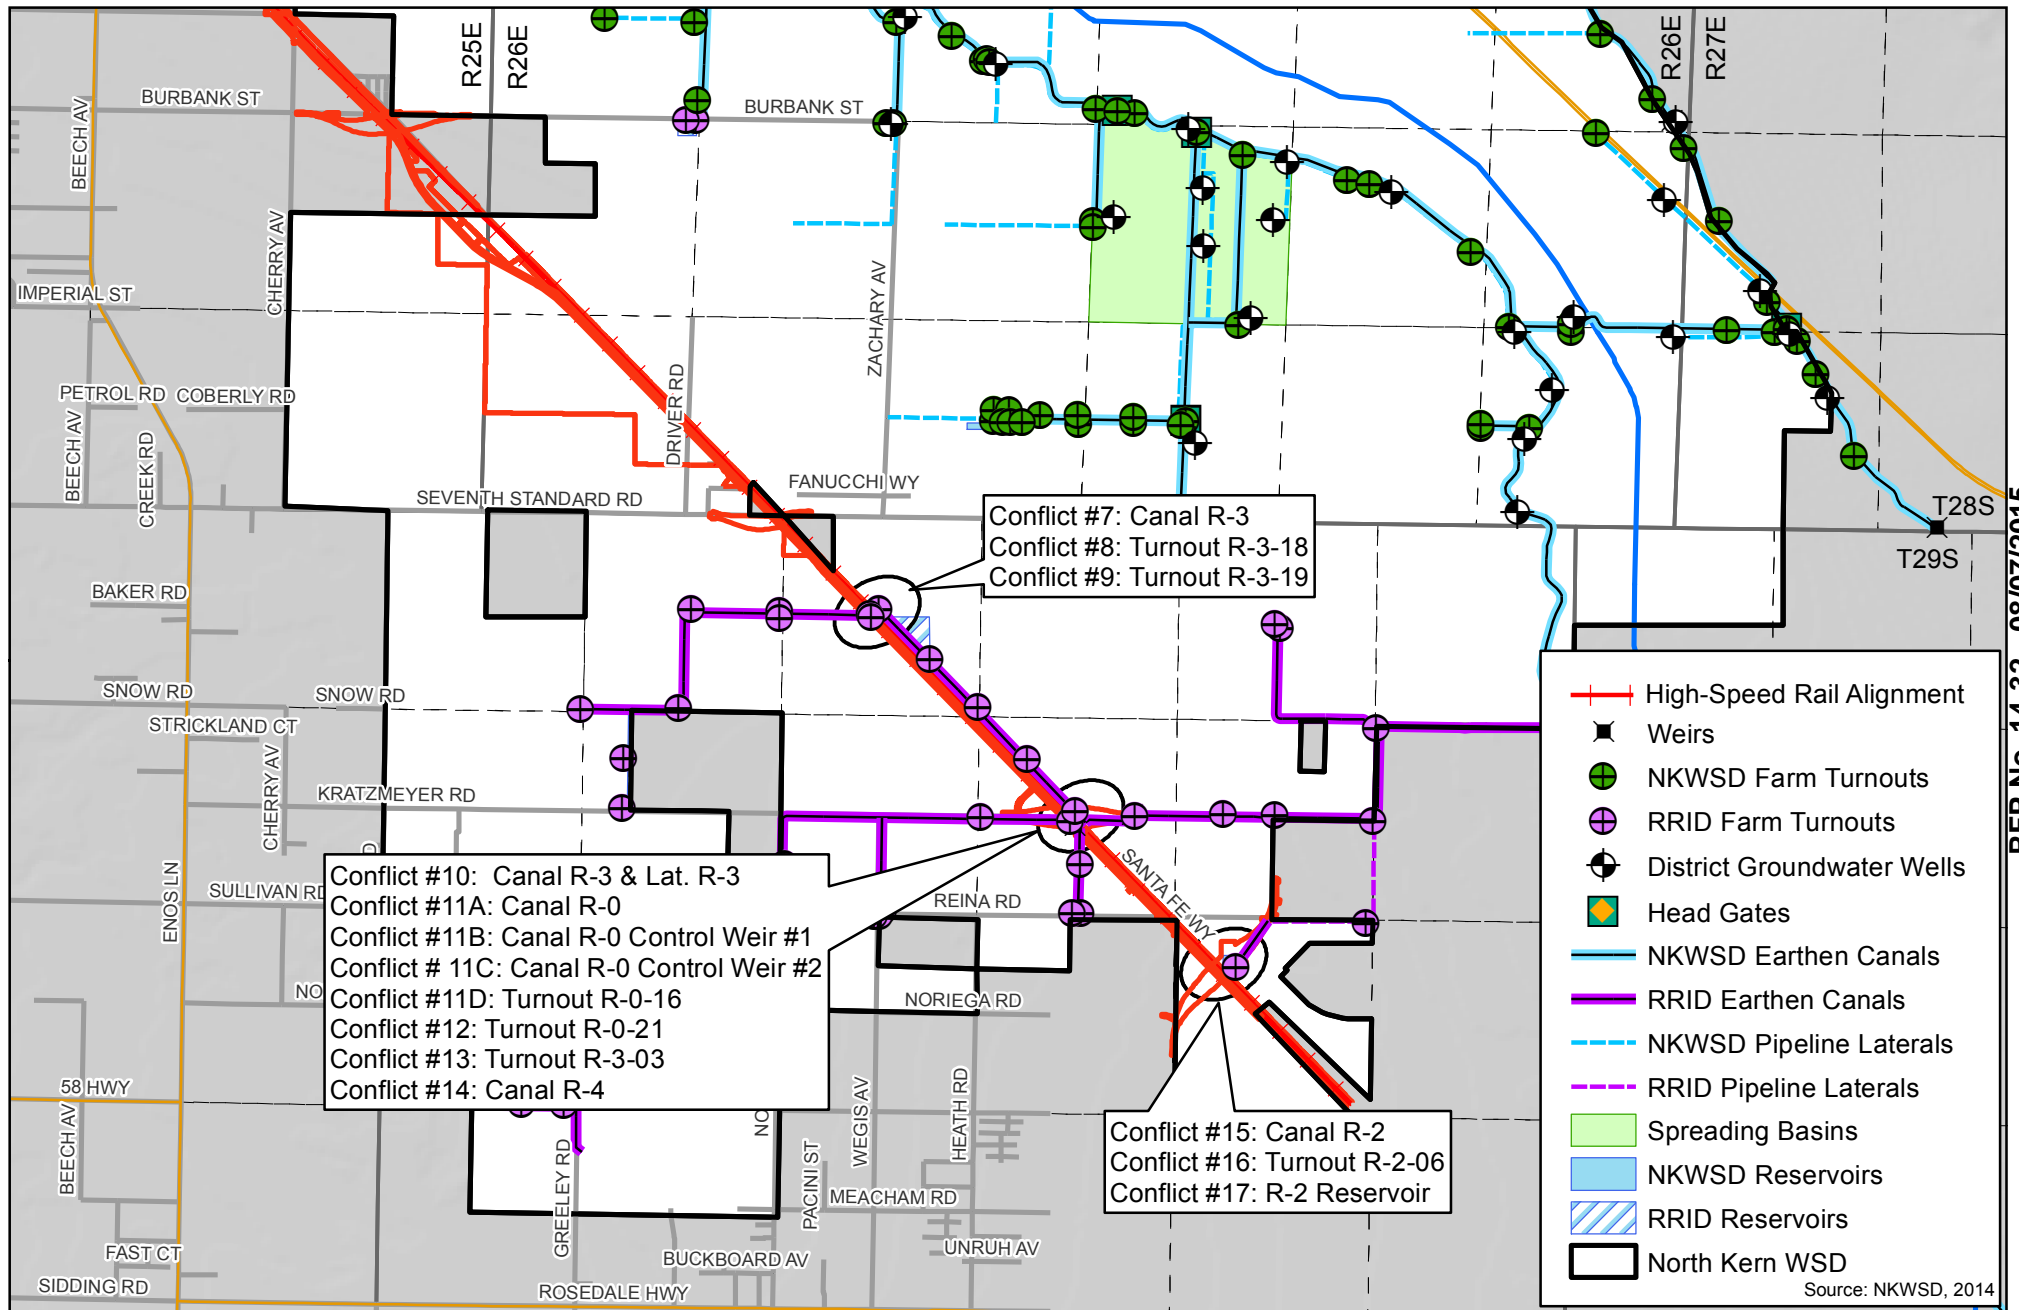 R25E
R26E
R26E
R27E
BURBANK ST
BURBANK ST
BEECH AV
CHERRY AV
IMPERIAL ST
ZACHARY AV
PETROL RD
COBERLY RD
BEECH AV
CREEK RD
DRIVER RD
SEVENTH STANDARD RD
FANUCCHI WY
T28S
T29S
Conflict #7: Canal R-3
Conflict #8: Turnout R-3-18
Conflict #9: Turnout R-3-19
BAKER RD
SNOW RD
SNOW RD
STRICKLAND CT
CHERRY AV
KRATZMEYER RD
ENOS LN
SULLIVAN RD
SANTA FE WY
REINA RD
NORIEGA RD
NO
D
Conflict #10: Canal R-3 & Lat. R-3
Conflict #11A: Canal R-0
Conflict #11B: Canal R-0 Control Weir #1
Conflict # 11C: Canal R-0 Control Weir #2
Conflict #11D: Turnout R-0-16
Conflict #12: Turnout R-0-21
Conflict #13: Turnout R-3-03
Conflict #14: Canal R-4
58 HWY
BEECH AV
GREELEY RD
NO
PACINI ST
WEGIS AV
HEATH RD
Conflict #15: Canal R-2
Conflict #16: Turnout R-2-06
Conflict #17: R-2 Reservoir
MEACHAM RD
UNRUH AV
BUCKBOARD AV
FAST CT
SIDDING RD
ROSEDALE HWY
High-Speed Rail Alignment
Weirs
NKWSD Farm Turnouts
RRID Farm Turnouts
District Groundwater Wells
Head Gates
NKWSD Earthen Canals
RRID Earthen Canals
NKWSD Pipeline Laterals
RRID Pipeline Laterals
Spreading Basins
NKWSD Reservoirs
RRID Reservoirs
North Kern WSD
Source: NKWSD, 2014